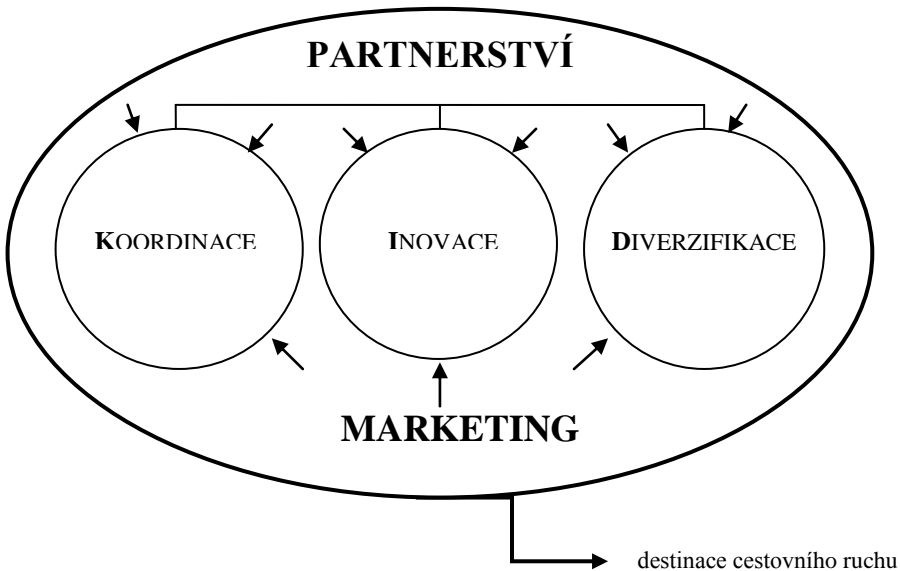 PARTNERSTVÍ
KOORDINACE
INOVACE
DIVERZIFIKACE
MARKETING
destinace cestovního ruchu